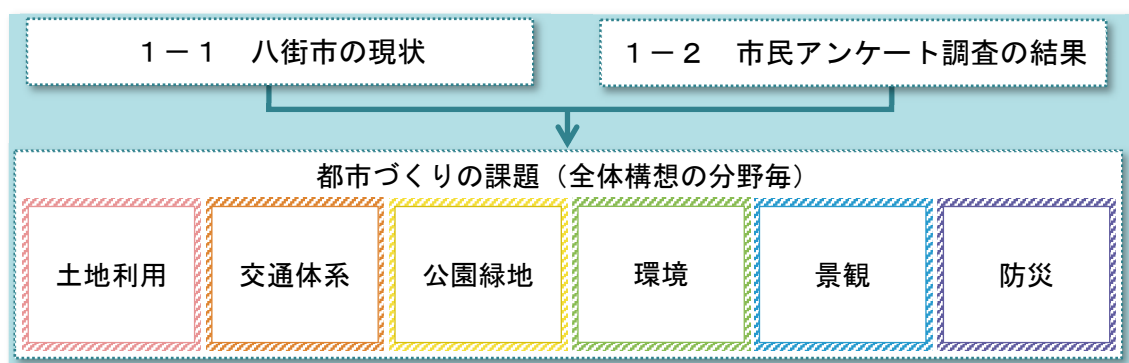 １－１　八街市の現状
１－２　市民アンケート調査の結果
都市づくりの課題（全体構想の分野毎）
土地利用
交通体系
公園緑地
環境
景観
防災